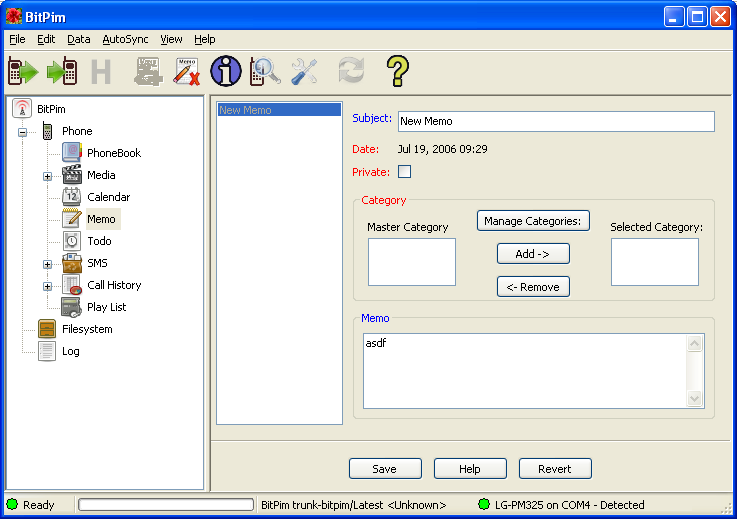 BitPim
File Edit Data AutoSync View Help
H Memo i ?
BitPim
Phone
PhoneBook
Media
Calendar
12
Memo
Todo
SMS
Call History
Play List
Filesystem
Log
New Memo
Subject: New Memo
Date: Jul 19, 2006 09:29
Private:
Category
Master Category Manage Categories: Selected Category:
Add ->
<- Remove
Memo
asdf
Save Help Revert
Ready BitPim trunk-bitpim/Latest <Unknown> LG-PM325 on COM4 - Detected